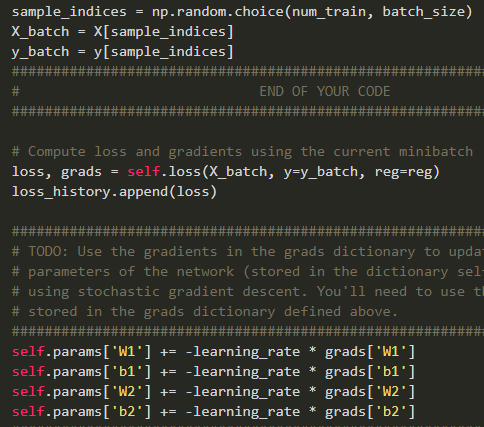 sample_indices = np.random.choice(num_train, batch_size)
X_batch = X[sample_indices]
y_batch = y[sample_indices]
#########################################################
#                             END OF YOUR CODE
#########################################################
# Compute loss and gradients using the current minibatch
loss, grads = self.loss(X_batch, y=y_batch, reg=reg)
loss_history.append(loss)
#########################################################
# TODO: Use the gradients in the grads dictionary to upda
# parameters of the network (stored in the dictionary sel
# using stochastic gradient descent. You'll need to use th
# stored in the grads dictionary defined above.
#########################################################
self.params['W1'] += -learning_rate * grads['W1']
self.params['b1'] += -learning_rate * grads['b1']
self.params['W2'] += -learning_rate * grads['W2']
self.params['b2'] += -learning_rate * grads['b2']